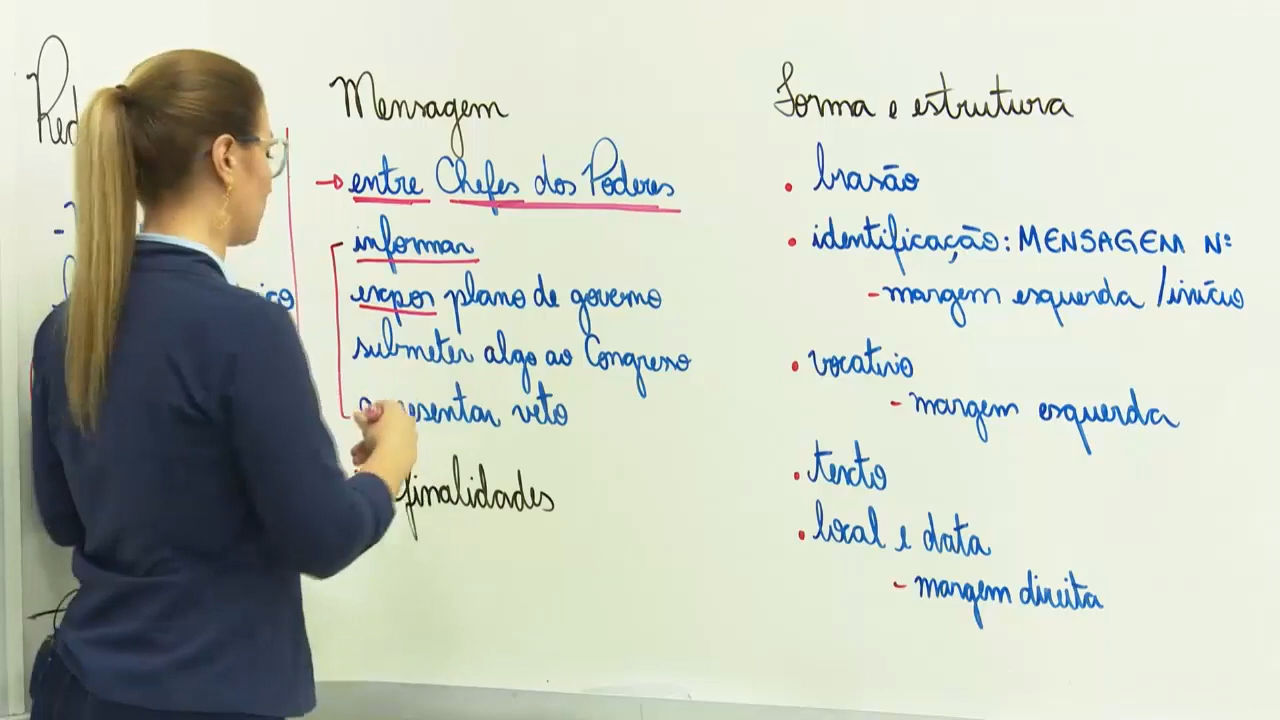 Mensagem
→ entre Chefes dos Poderes
informar
expor plano de governo
submeter algo ao Congresso
veto
finalidades
Forma e estrutura
• brasão
• identificação: MENSAGEM Nº
- margem esquerda /início
• vocativo
- margem esquerda
• texto
• local e data
- margem direita